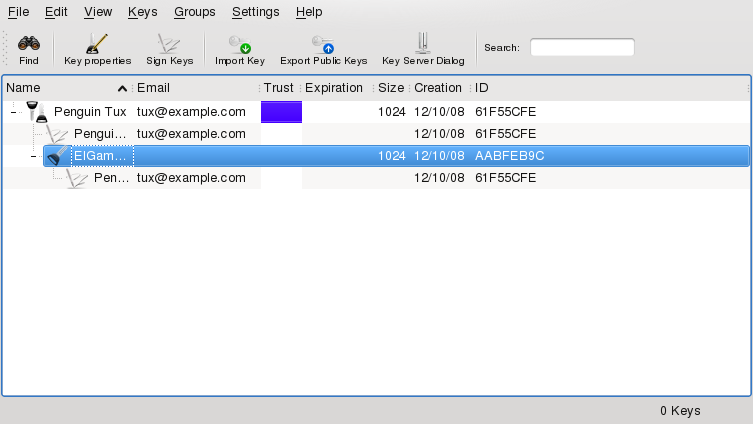 File Edit View Keys Groups Settings Help
Find Key properties Sign Keys Import Key Export Public Keys Key Server Dialog Search:
Name Email Trust Expiration Size Creation ID
Penguin Tux tux@example.com 1024 12/10/08 61F55CFE
Pengui... tux@example.com 12/10/08 61F55CFE
ElGam... 1024 12/10/08 AABFEB9C
Pen... tux@example.com 12/10/08 61F55CFE
0 Keys